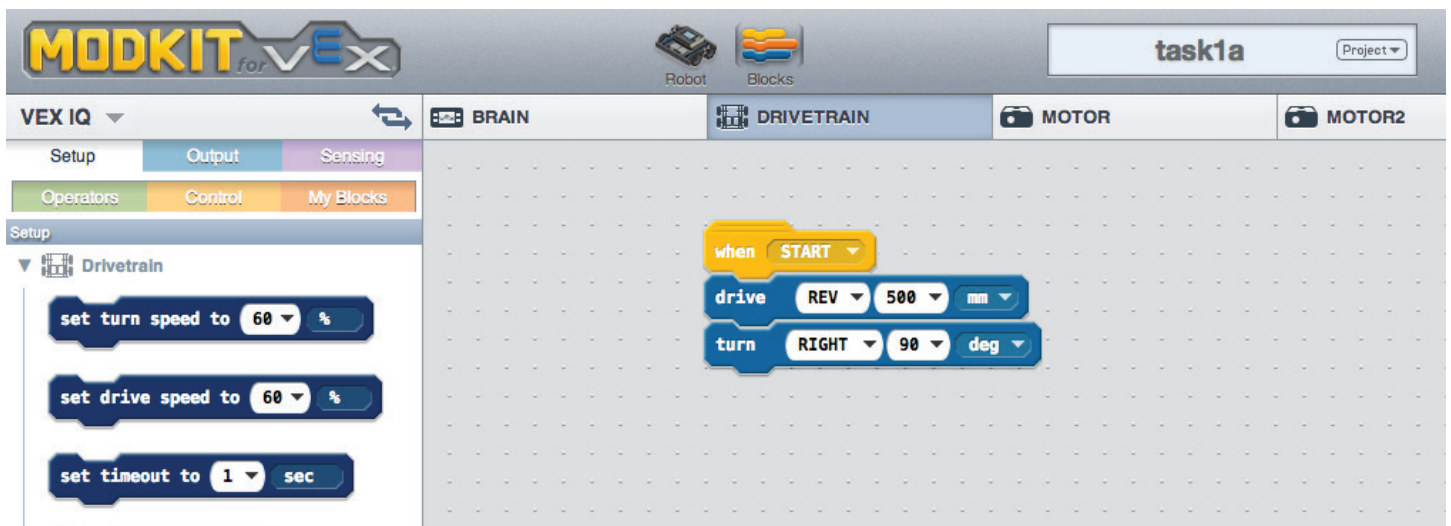 MODKIT for VEX
Robot
Blocks
task1a
Project
VEX IQ
BRAIN
DRIVETRAIN
MOTOR
MOTOR2
Setup
Output
Sensing
Operators
Control
My Blocks
Setup
Drivetrain
set turn speed to 60 %
set drive speed to 60 %
set timeout to 1 sec
when START
drive REV 500 mm
turn RIGHT 90 deg